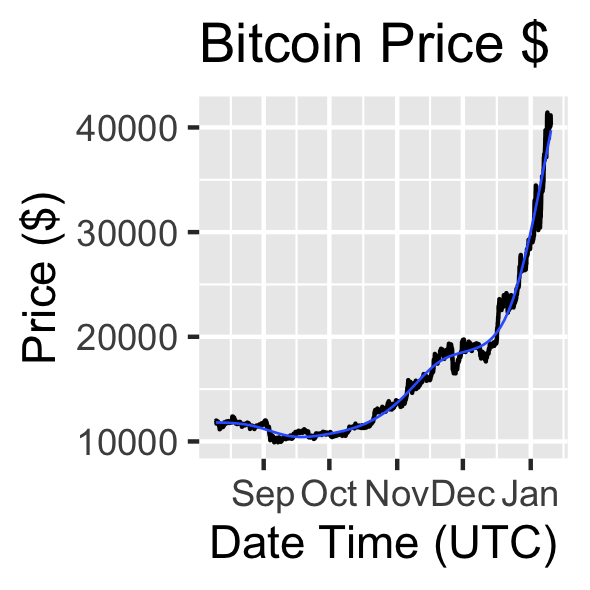 Bitcoin Price $
Price ($)
40000
30000
20000
10000
Sep Oct Nov Dec Jan
Date Time (UTC)